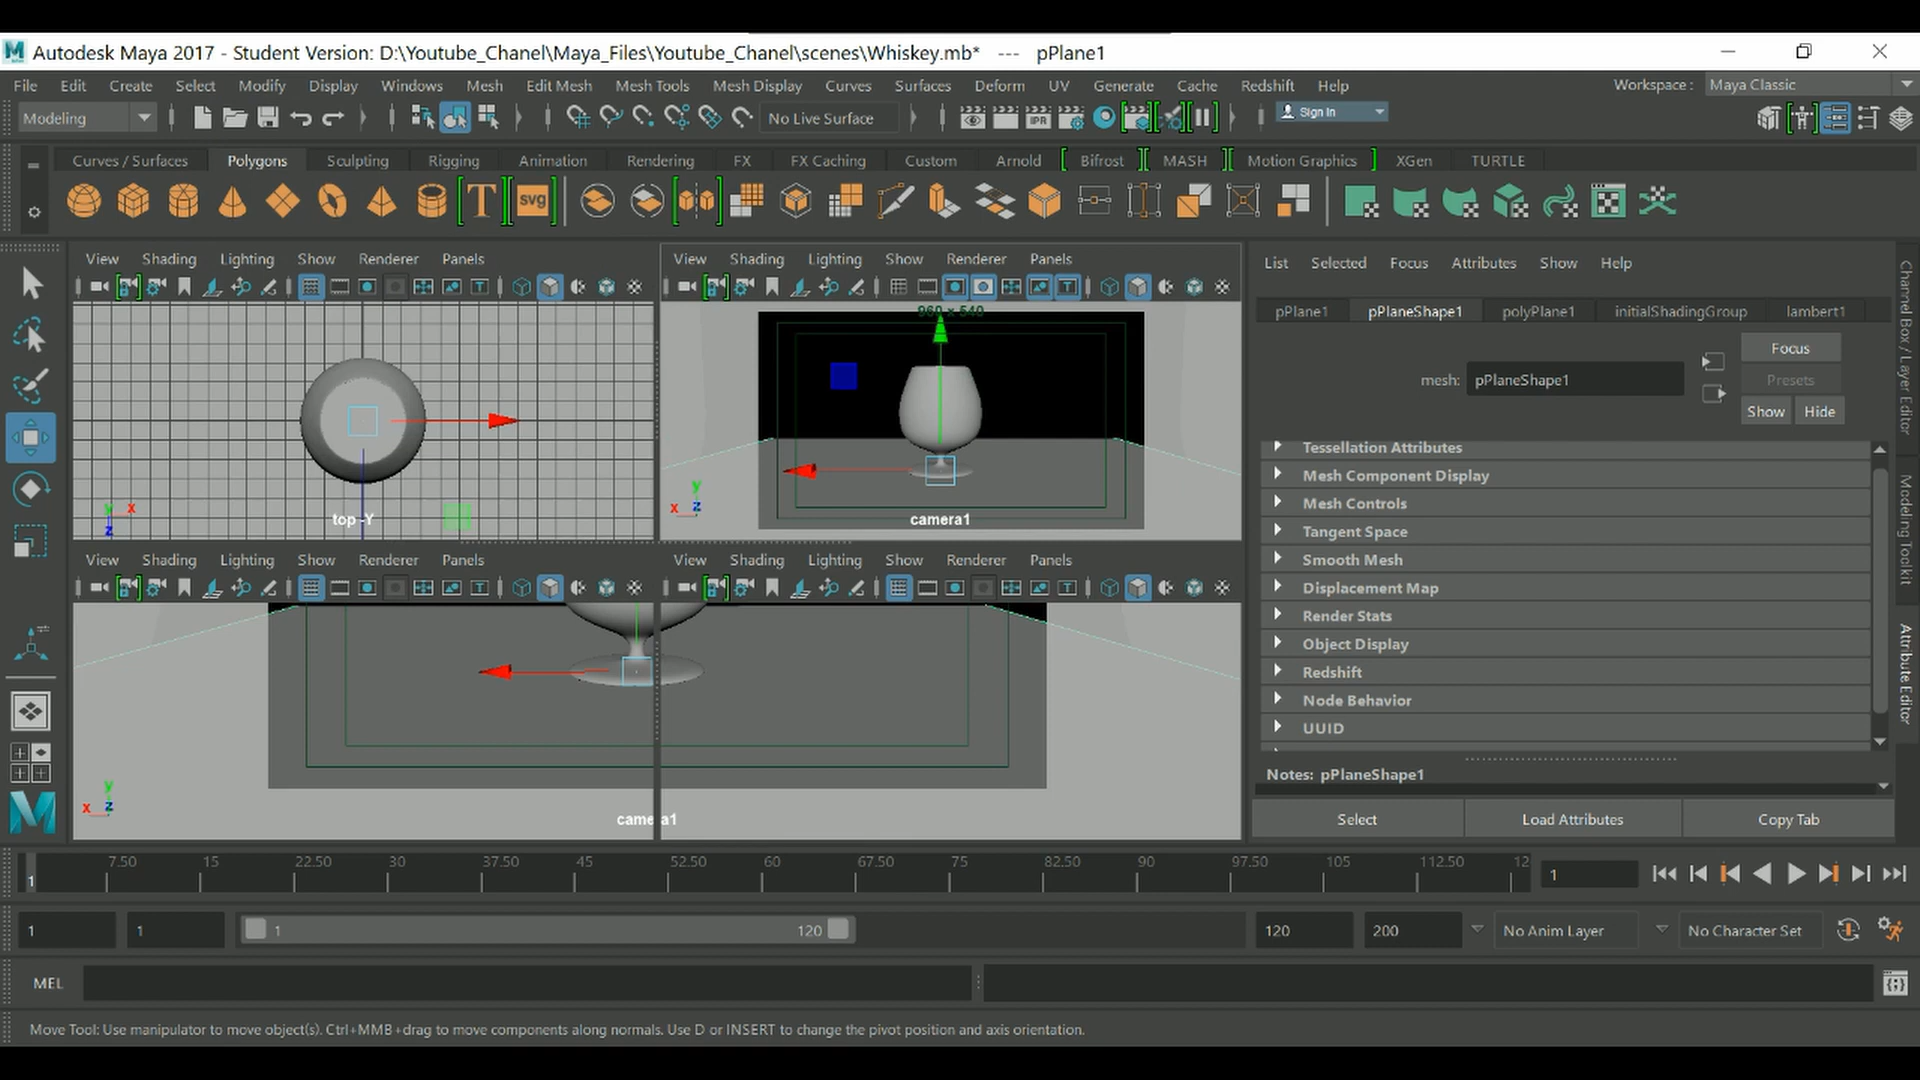 Autodesk Maya 2017 - Student Version: D:\Youtube_Chanel\Maya_Files\Youtube_Chanel\scenes\Whiskey.mb* --- pPlane1
File Edit Create Select Modify Display Windows Mesh Edit Mesh Mesh Tools Mesh Display Curves Surfaces Deform UV Generate Cache Redshift Help Workspace : Maya Classic
Modeling No Live Surface IPR Sign In
Curves / Surfaces Polygons Sculpting Rigging Animation Rendering FX FX Caching Custom Arnold Bifrost MASH Motion Graphics XGen TURTLE
T SVG
View Shading Lighting Show Renderer Panels
View Shading Lighting Show Renderer Panels
List Selected Focus Attributes Show Help
960 x 540
pPlane1 pPlaneShape1 polyPlane1 initialShadingGroup lambert1
Focus
mesh: pPlaneShape1
Presets
Show Hide
Tessellation Attributes
Mesh Component Display
Mesh Controls
Tangent Space
Smooth Mesh
Displacement Map
Render Stats
Object Display
Redshift
Node Behavior
UUID
Notes: pPlaneShape1
Select Load Attributes Copy Tab
Channel Box / Layer Editor
Modeling Toolkit
Attribute Editor
y x z
top -Y
y x z
camera1
View Shading Lighting Show Renderer Panels
View Shading Lighting Show Renderer Panels
y x z
camera1
1 7.50 15 22.50 30 37.50 45 52.50 60 67.50 75 82.50 90 97.50 105 112.50 12
1
1 1 1 120 120 200 No Anim Layer No Character Set
MEL
Move Tool: Use manipulator to move object(s). Ctrl+MMB+drag to move components along normals. Use D or INSERT to change the pivot position and axis orientation.